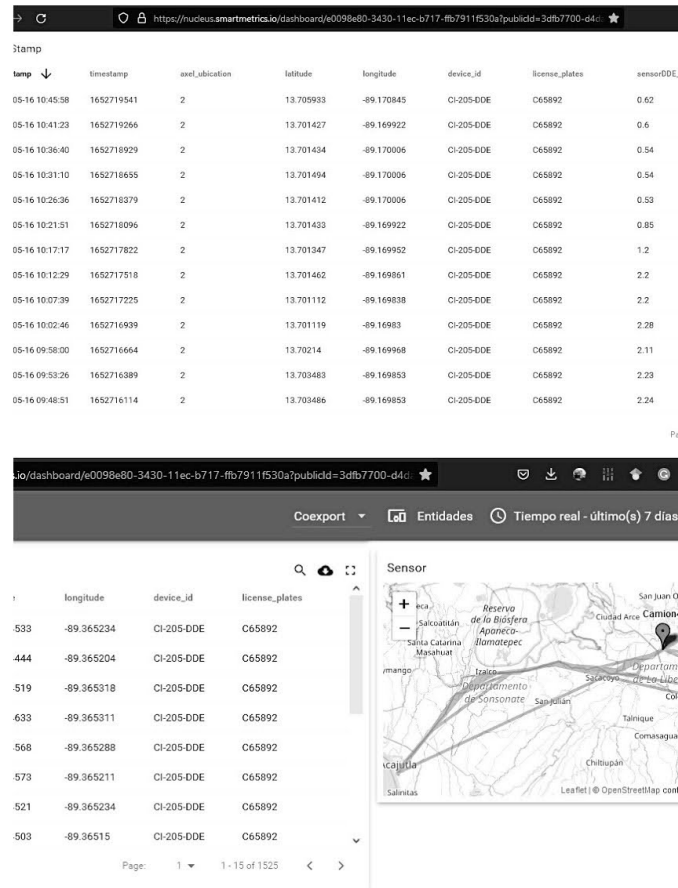 https://nucleus.smartmetrics.io/dashboard/e0098e80-3430-11ec-b717-ffb7911f530a?publicId=3dfb7700-d4d
Stamp
tamp timestamp axel_ubication latitude longitude device_id license_plates sensorDDE_
05-16 10:45:58 1652719541 2 13.705933 -89.170845 CI-205-DDE C65892 0.62
05-16 10:41:23 1652719266 2 13.701427 -89.169922 CI-205-DDE C65892 0.6
05-16 10:36:40 1652718929 2 13.701434 -89.170006 CI-205-DDE C65892 0.54
05-16 10:31:10 1652718655 2 13.701494 -89.170006 CI-205-DDE C65892 0.54
05-16 10:26:36 1652718379 2 13.701412 -89.170006 CI-205-DDE C65892 0.53
05-16 10:21:51 1652718096 2 13.701433 -89.169922 CI-205-DDE C65892 0.85
05-16 10:17:17 1652717822 2 13.701347 -89.169952 CI-205-DDE C65892 1.2
05-16 10:12:29 1652717518 2 13.701462 -89.169861 CI-205-DDE C65892 2.2
05-16 10:07:39 1652717225 2 13.701112 -89.169838 CI-205-DDE C65892 2.2
05-16 10:02:46 1652716939 2 13.701119 -89.16983 CI-205-DDE C65892 2.28
05-16 09:58:00 1652716664 2 13.70214 -89.169968 CI-205-DDE C65892 2.11
05-16 09:53:26 1652716389 2 13.703483 -89.169853 CI-205-DDE C65892 2.23
05-16 09:48:51 1652716114 2 13.703486 -89.169853 CI-205-DDE C65892 2.24
Pa
s.io/dashboard/e0098e80-3430-11ec-b717-ffb7911f530a?publicId=3dfb7700-d4d
Coexport Entidades Tiempo real - último(s) 7 días
longitude device_id license_plates
533 -89.365234 CI-205-DDE C65892
444 -89.365204 CI-205-DDE C65892
519 -89.365318 CI-205-DDE C65892
633 -89.365311 CI-205-DDE C65892
568 -89.365288 CI-205-DDE C65892
573 -89.365211 CI-205-DDE C65892
521 -89.365234 CI-205-DDE C65892
503 -89.36515 CI-205-DDE C65892
Page: 1 1 - 15 of 1525
Sensor
+
−
San Juan O
eca
Reserva
Salcoatitán
de la Biósfera
Ciudad Arce
Camion
Apaneca-
Santa Catarina
Ilamatepec
Masahuat
ymango
Izalco
Departam
Sacacoyo
de La Libe
Departamento
de Sonsonate
San Julián
Col
Talnique
Comasagua
Chiltiupán
cajutla
Salinitas
Leaflet | © OpenStreetMap cont